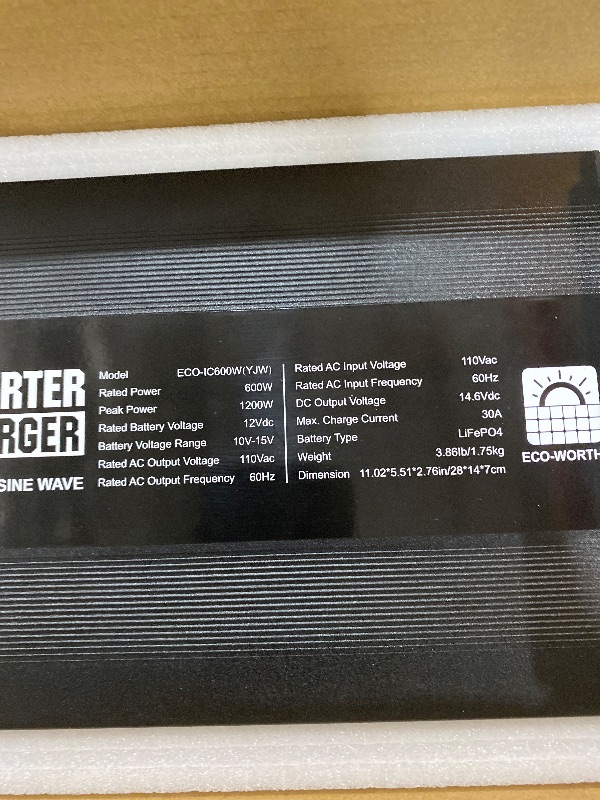 RTER
RGER
SINE WAVE
Model ECO-IC600W(YJW)
Rated Power 600W
Peak Power 1200W
Rated Battery Voltage 12Vdc
Battery Voltage Range 10V-15V
Rated AC Output Voltage 110Vac
Rated AC Output Frequency 60Hz
Rated AC Input Voltage 110Vac
Rated AC Input Frequency 60Hz
DC Output Voltage 14.6Vdc
Max. Charge Current 30A
Battery Type LiFePO4
Weight 3.86lb/1.75kg
Dimension 11.02*5.51*2.76in/28*14*7cm
ECO-WORTH